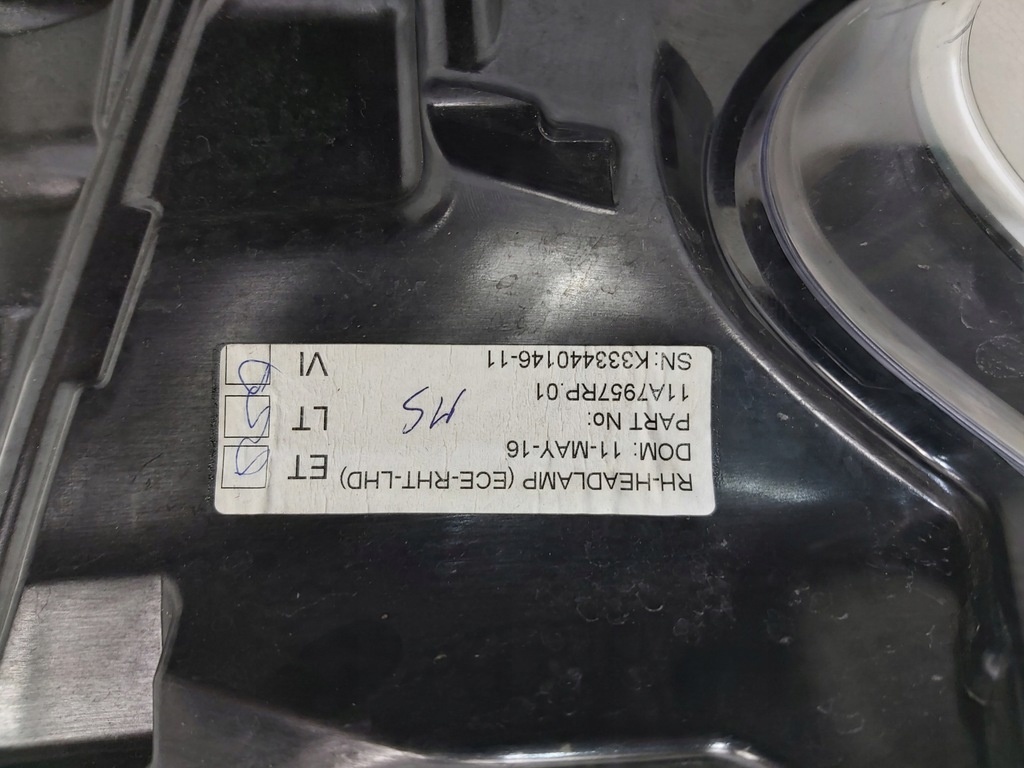 RH-HEADLAMP (ECE-RHT-LHD)
DOM: 11-MAY-16
PART No:
11A7957RP.01
SN: K333440146-11
ET
LT
VI
MS